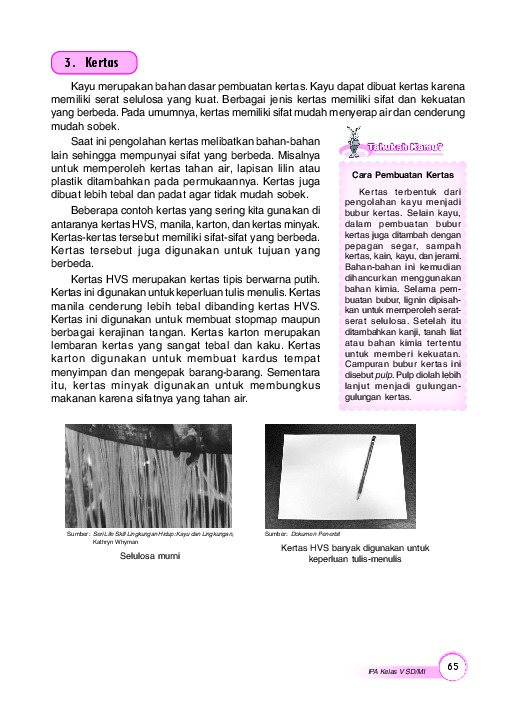 3. Kertas
Kayu merupakan bahan dasar pembuatan kertas. Kayu dapat dibuat kertas karena
memiliki serat selulosa yang kuat. Berbagai jenis kertas memiliki sifat dan kekuatan
yang berbeda. Pada umumnya, kertas memiliki sifat mudah menyerap air dan cenderung
mudah sobek.
Saat ini pengolahan kertas melibatkan bahan-bahan
lain sehingga mempunyai sifat yang berbeda. Misalnya
untuk memperoleh kertas tahan air, lapisan lilin atau
plastik ditambahkan pada permukaannya. Kertas juga
dibuat lebih tebal dan padat agar tidak mudah sobek.
Beberapa contoh kertas yang sering kita gunakan di
antaranya kertas HVS, manila, karton, dan kertas minyak.
Kertas-kertas tersebut memiliki sifat-sifat yang berbeda.
Kertas tersebut juga digunakan untuk tujuan yang
berbeda.
Kertas HVS merupakan kertas tipis berwarna putih.
Kertas ini digunakan untuk keperluan tulis menulis. Kertas
manila cenderung lebih tebal dibanding kertas HVS.
Kertas ini digunakan untuk membuat stopmap maupun
berbagai kerajinan tangan. Kertas karton merupakan
lembaran kertas yang sangat tebal dan kaku. Kertas
karton digunakan untuk membuat kardus tempat
menyimpan dan mengepak barang-barang. Sementara
itu, kertas minyak digunakan untuk membungkus
makanan karena sifatnya yang tahan air.
Tahukah Kamu?
Cara Pembuatan Kertas
Kertas terbentuk dari
pengolahan kayu menjadi
bubur kertas. Selain kayu,
dalam pembuatan bubur
kertas juga ditambah dengan
pepagan segar, sampah
kertas, kain, kayu, dan jerami.
Bahan-bahan ini kemudian
dihancurkan menggunakan
bahan kimia. Selama pem-
buatan bubur, lignin dipisah-
kan untuk memperoleh serat-
serat selulosa. Setelah itu
ditambahkan kanji, tanah liat
atau bahan kimia tertentu
untuk memberi kekuatan.
Campuran bubur kertas ini
disebut pulp. Pulp diolah lebih
lanjut menjadi gulungan-
gulungan kertas.
Sumber: Seri Life Skill Lingkungan Hidup:Kayu dan Lingkungan,
Kathryn Whyman
Selulosa murni
Sumber: Dokumen Penerbit
Kertas HVS banyak digunakan untuk
keperluan tulis-menulis
IPA Kelas V SD/MI
65